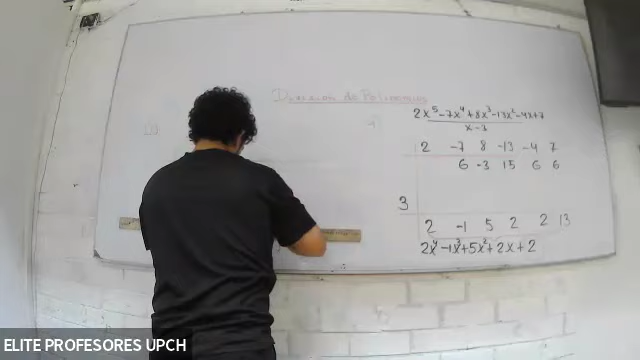 División de Polinomios
2x⁵-7x⁴+8x³-13x²-4x+7
x-3
2 -7 8 -13 -4 7
6 -3 15 6 6
3
2 -1 5 2 2 13
2x⁴-1x³+5x²+2x+2
ELITE PROFESORES UPCH